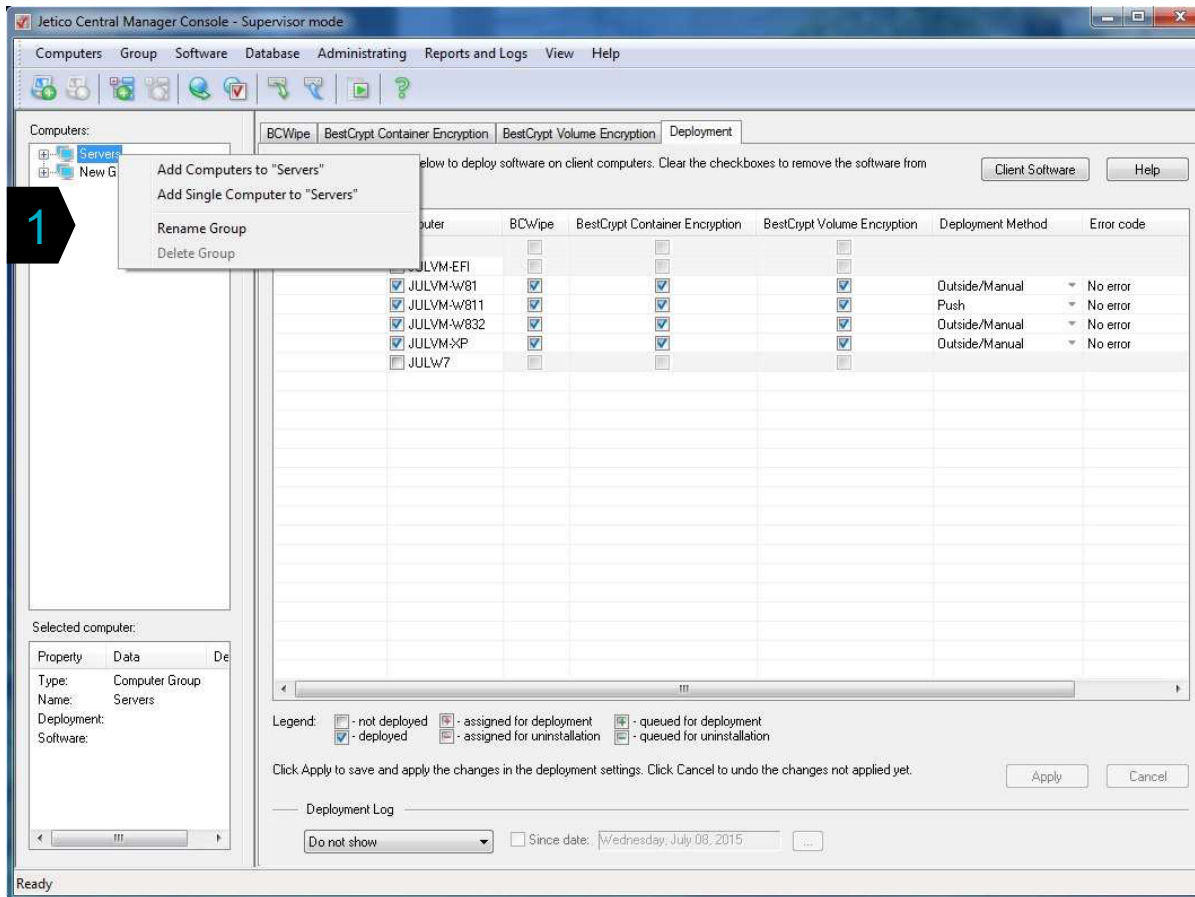 Jetico Central Manager Console - Supervisor mode
Computers Group Software Database Administrating Reports and Logs View Help
Computers:
Servers
New G
1
Add Computers to "Servers"
Add Single Computer to "Servers"
Rename Group
Delete Group
BCWipe BestCrypt Container Encryption BestCrypt Volume Encryption Deployment
elow to deploy software on client computers. Clear the checkboxes to remove the software from
Client Software Help
puter BCWipe BestCrypt Container Encryption BestCrypt Volume Encryption Deployment Method Error code
JULVM-EFI
JULVM-W81 Outside/Manual No error
JULVM-W811 Push No error
JULVM-W832 Outside/Manual No error
JULVM-XP Outside/Manual No error
JULW7
Selected computer:
Property Data De
Type: Computer Group
Name: Servers
Deployment:
Software:
Legend: - not deployed - assigned for deployment - queued for deployment
- deployed - assigned for uninstallation - queued for uninstallation
Click Apply to save and apply the changes in the deployment settings. Click Cancel to undo the changes not applied yet.
Apply Cancel
Deployment Log
Do not show Since date: Wednesday, July 08, 2015 ...
Ready